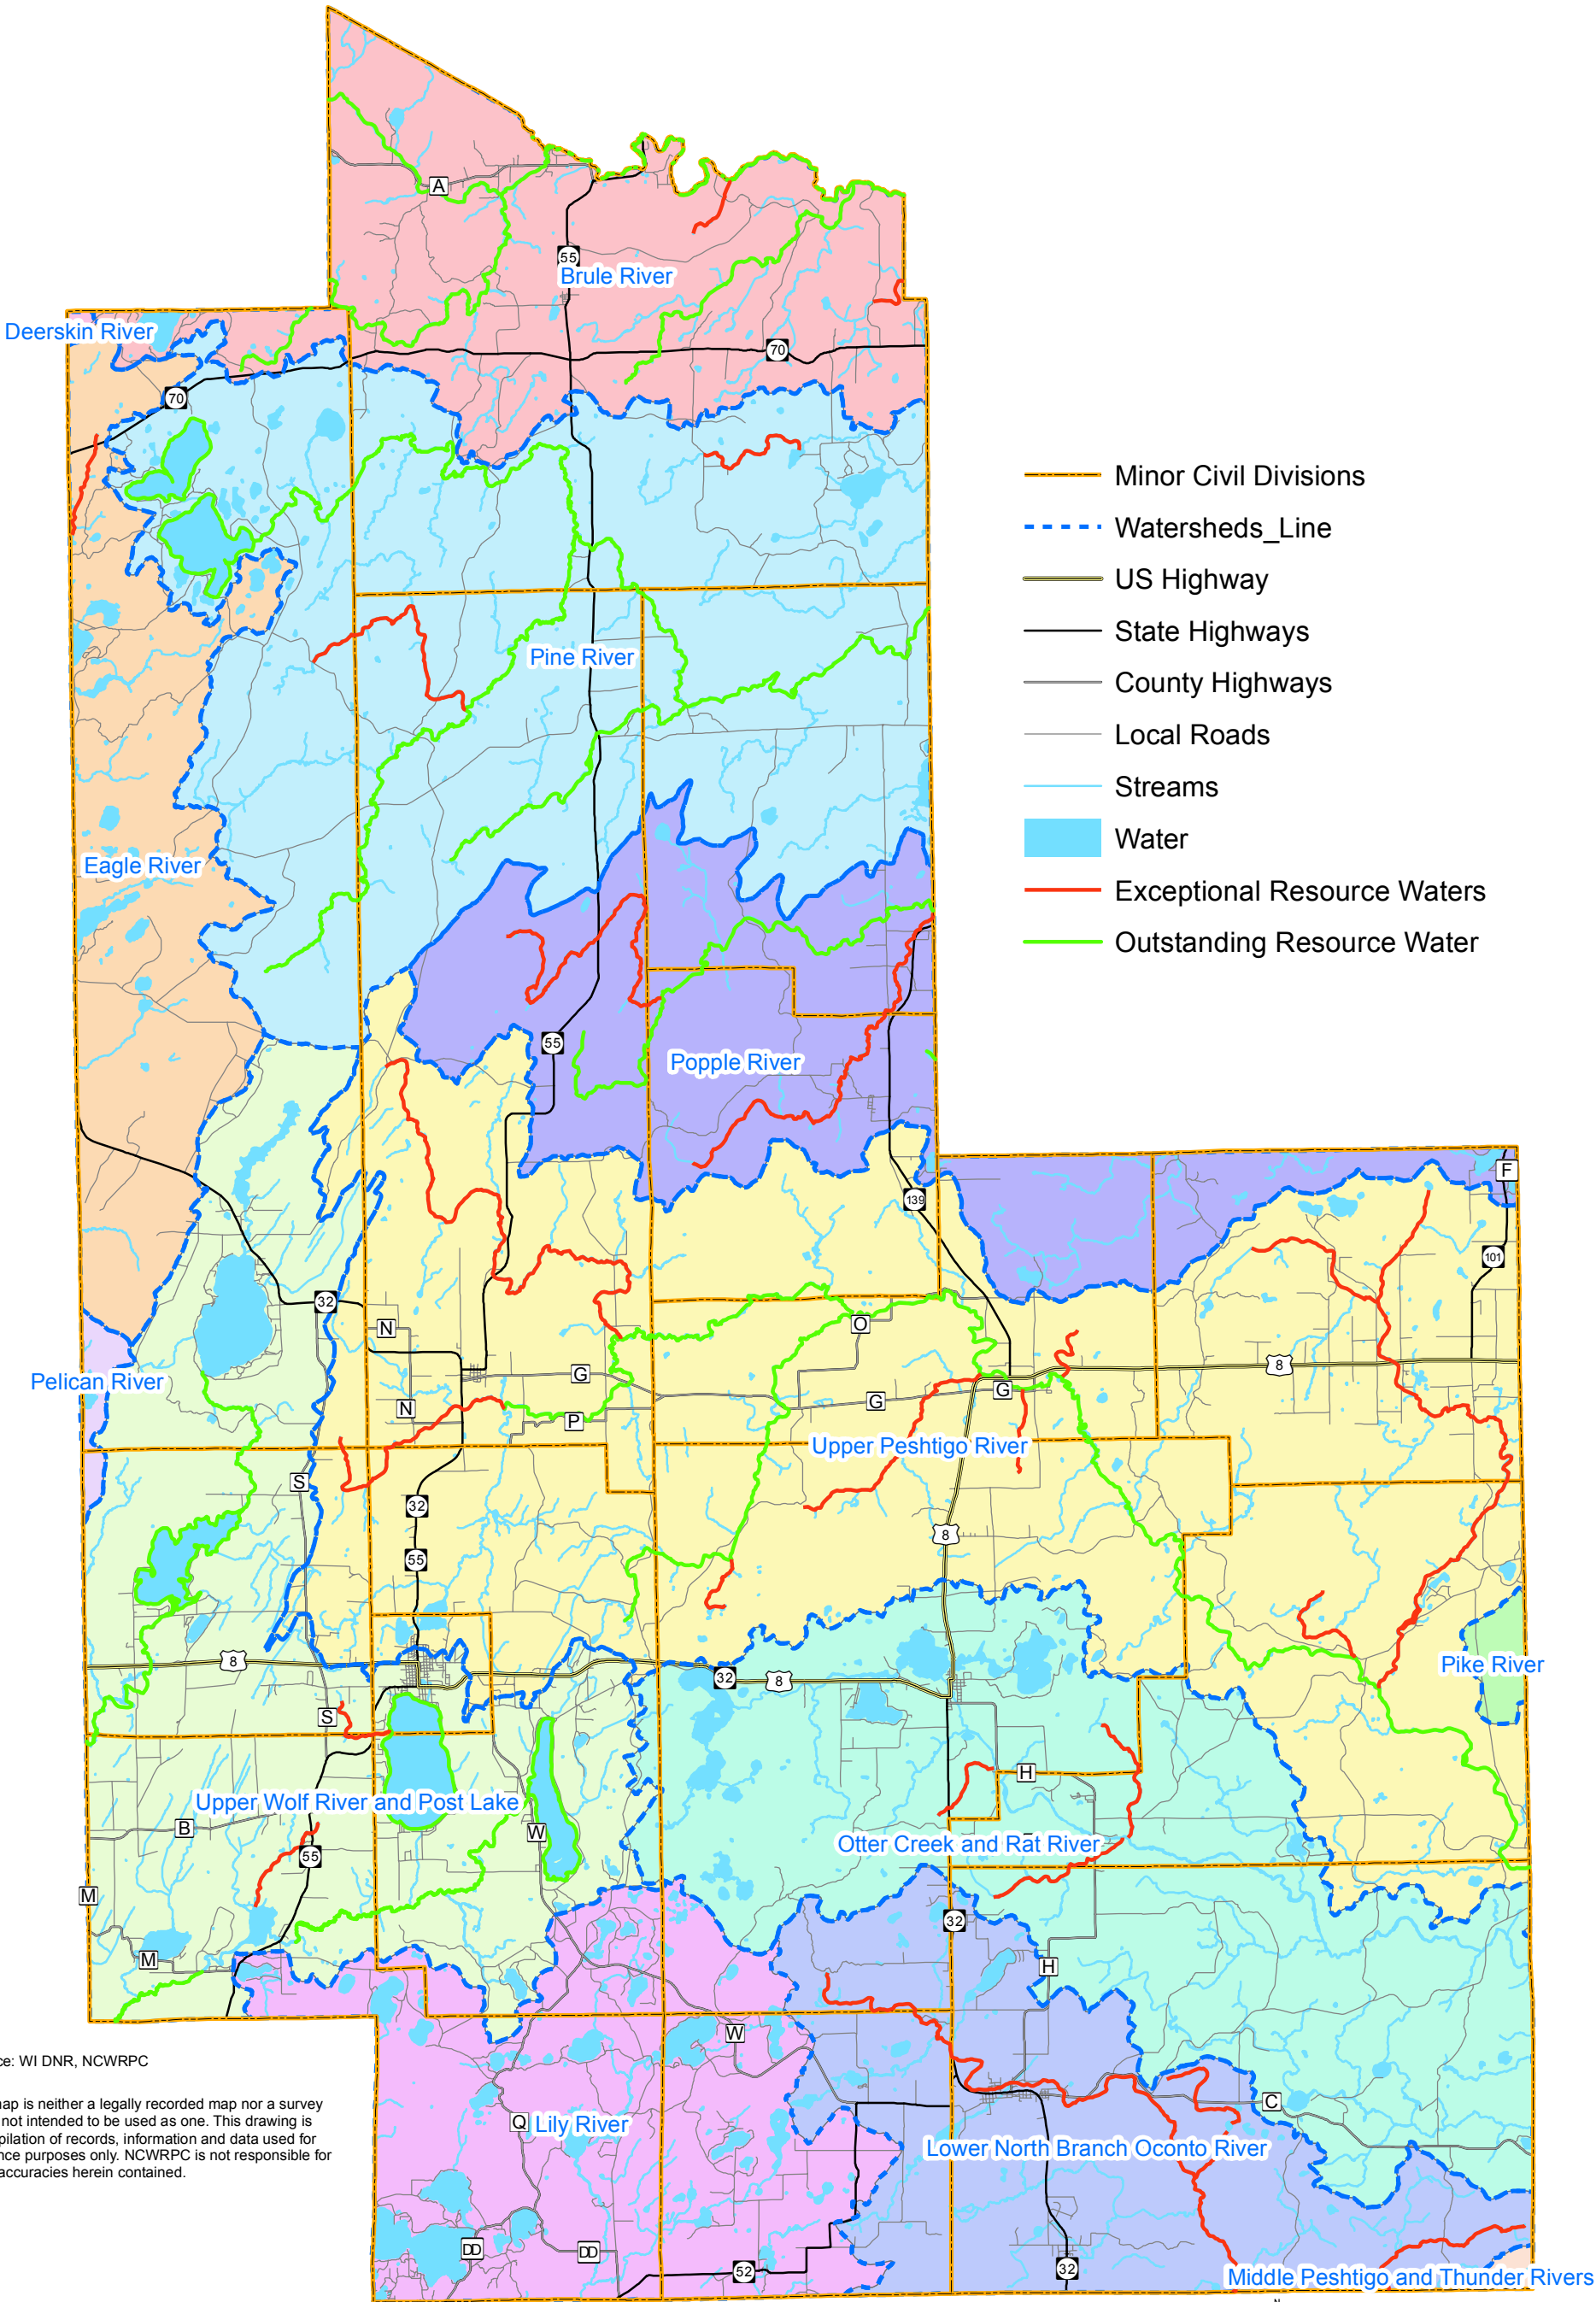 A
55
Brule River
Deerskin River
70
70
Minor Civil Divisions
Watersheds_Line
US Highway
State Highways
County Highways
Local Roads
Streams
Water
Exceptional Resource Waters
Outstanding Resource Water
Pine River
Eagle River
55
Popple River
139
F
101
32
N
O
8
Pelican River
G
G
G
N
P
Upper Peshtigo River
S
32
8
55
8
32
8
Pike River
S
H
Upper Wolf River and Post Lake
B
W
Otter Creek and Rat River
55
M
32
M
H
W
ce: WI DNR, NCWRPC
ap is neither a legally recorded map nor a survey
not intended to be used as one. This drawing is
pilation of records, information and data used for
nce purposes only. NCWRPC is not responsible for
accuracies herein contained.
C
Q
Lily River
Lower North Branch Oconto River
DD
DD
52
32
Middle Peshtigo and Thunder Rivers
N